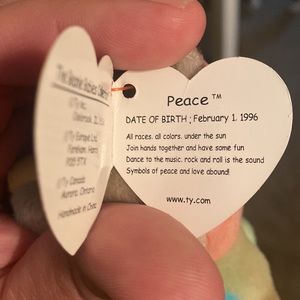 The Beanie Babies
©Ty Inc.
Oakbrook, IL
©Ty Europe Ltd.
Fareham, Hants
P015 5TX
©Ty Canada
Aurora, Ontario
Handmade in China
Peace™
DATE OF BIRTH ; February 1, 1996
All races, all colors, under the sun
Join hands together and have some fun
Dance to the music, rock and roll is the sound
Symbols of peace and love abound!
www.ty.com